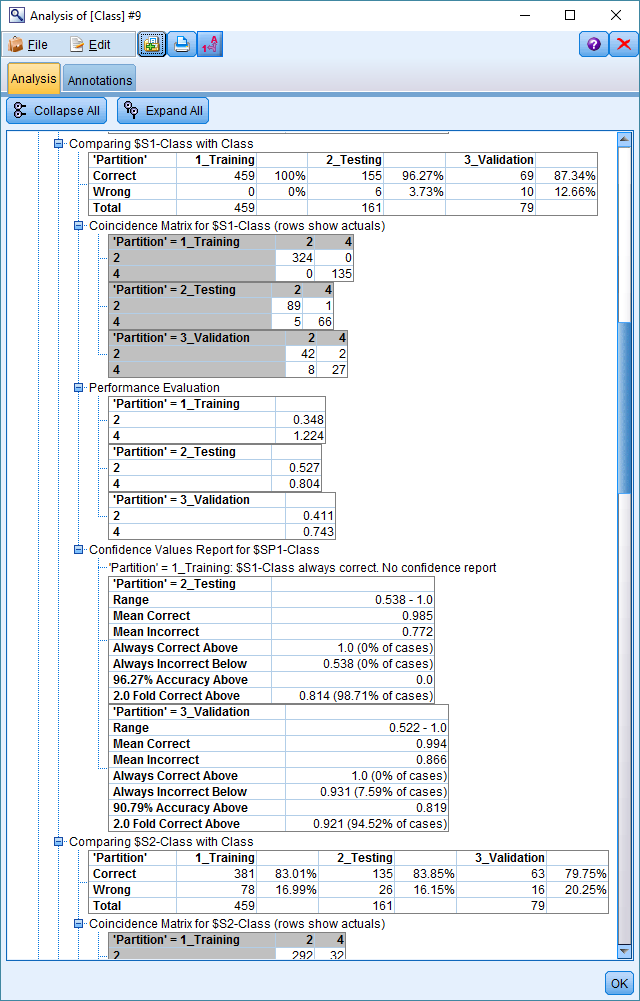 Analysis of [Class] #9
File Edit
Analysis Annotations
Collapse All Expand All
Comparing $S1-Class with Class
'Partition' 1_Training 2_Testing 3_Validation
Correct 459 100% 155 96.27% 69 87.34%
Wrong 0 0% 6 3.73% 10 12.66%
Total 459 161 79
Coincidence Matrix for $S1-Class (rows show actuals)
'Partition' = 1_Training 2 4
2 324 0
4 0 135
'Partition' = 2_Testing 2 4
2 89 1
4 5 66
'Partition' = 3_Validation 2 4
2 42 2
4 8 27
Performance Evaluation
'Partition' = 1_Training
2 0.348
4 1.224
'Partition' = 2_Testing
2 0.527
4 0.804
'Partition' = 3_Validation
2 0.411
4 0.743
Confidence Values Report for $SP1-Class
'Partition' = 1_Training: $S1-Class always correct. No confidence report
'Partition' = 2_Testing
Range 0.538 - 1.0
Mean Correct 0.985
Mean Incorrect 0.772
Always Correct Above 1.0 (0% of cases)
Always Incorrect Below 0.538 (0% of cases)
96.27% Accuracy Above 0.0
2.0 Fold Correct Above 0.814 (98.71% of cases)
'Partition' = 3_Validation
Range 0.522 - 1.0
Mean Correct 0.994
Mean Incorrect 0.866
Always Correct Above 1.0 (0% of cases)
Always Incorrect Below 0.931 (7.59% of cases)
90.79% Accuracy Above 0.819
2.0 Fold Correct Above 0.921 (94.52% of cases)
Comparing $S2-Class with Class
'Partition' 1_Training 2_Testing 3_Validation
Correct 381 83.01% 135 83.85% 63 79.75%
Wrong 78 16.99% 26 16.15% 16 20.25%
Total 459 161 79
Coincidence Matrix for $S2-Class (rows show actuals)
'Partition' = 1_Training 2 4
2 292 32
OK